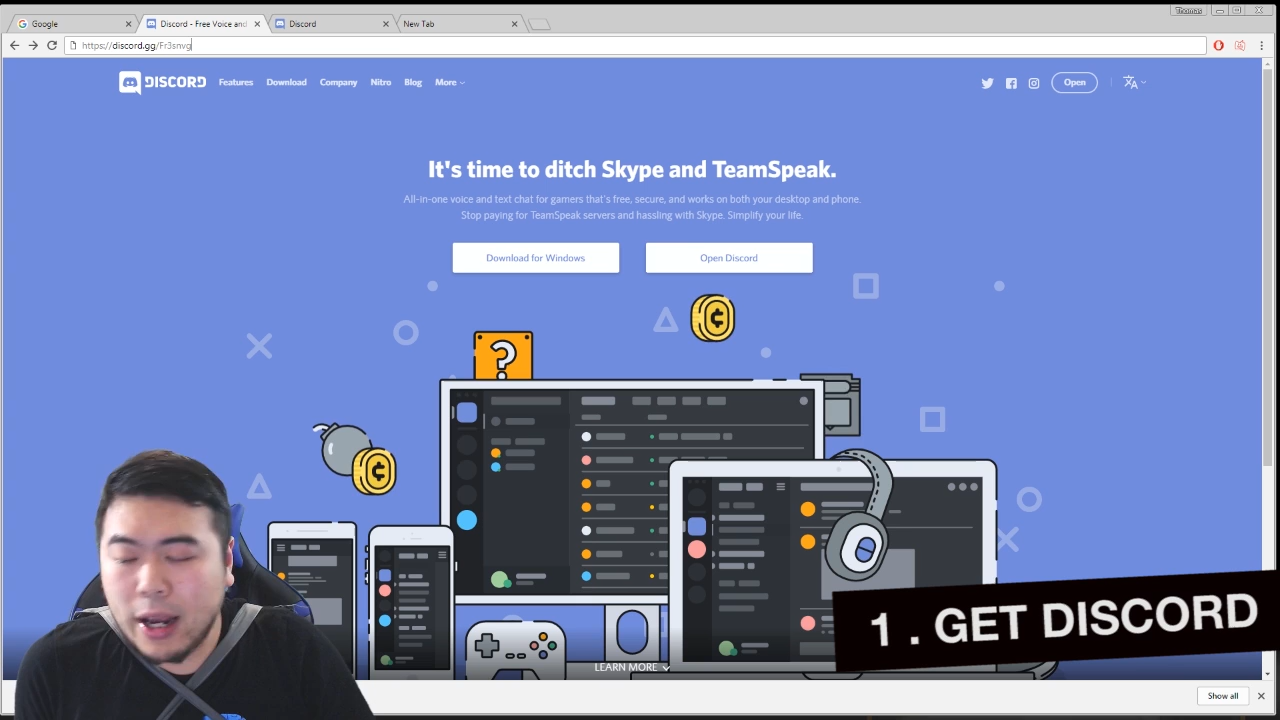 Thomas
Google
Discord - Free Voice and
Discord
New Tab
https://discord.gg/Fr3snvg
DISCORD
Features
Download
Company
Nitro
Blog
More
Open
It's time to ditch Skype and TeamSpeak.
All-in-one voice and text chat for gamers that's free, secure, and works on both your desktop and phone.
Stop paying for TeamSpeak servers and hassling with Skype. Simplify your life.
Download for Windows
Open Discord
?
1 . GET DISCORD
LEARN MORE
Show all